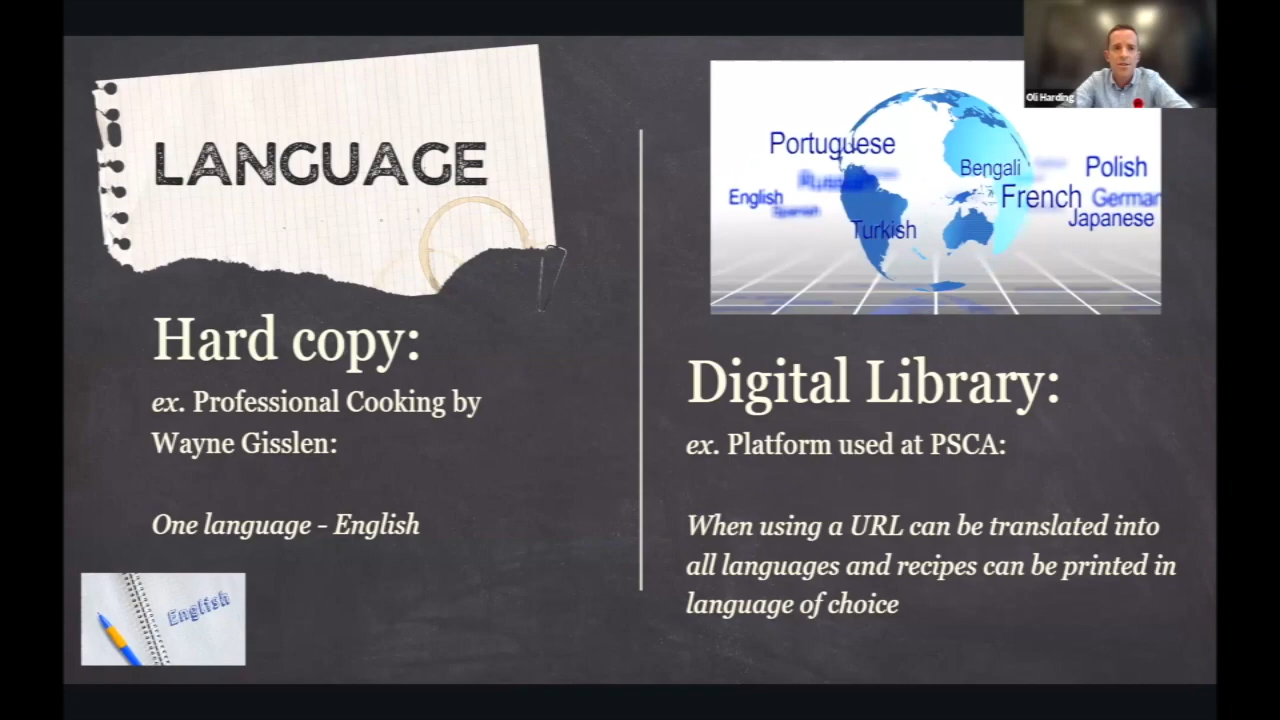 LANGUAGE
Hard copy:
ex. Professional Cooking by
Wayne Gisslen:
One language - English
English
Oli Harding
Portuguese
Bengali
Polish
English
French
German
Japanese
Turkish
Digital Library:
ex. Platform used at PSCA:
When using a URL can be translated into
all languages and recipes can be printed in
language of choice